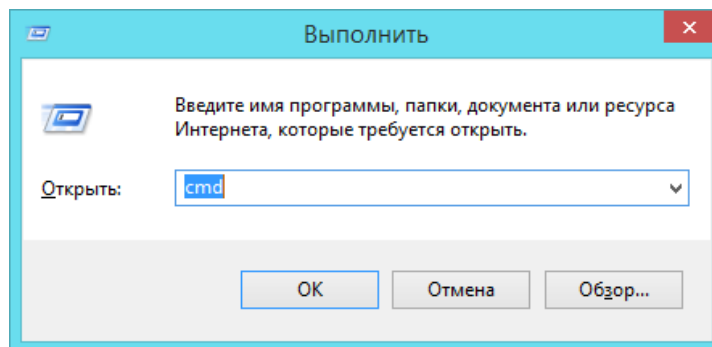 Выполнить
Введите имя программы, папки, документа или ресурса
Интернета, которые требуется открыть.
Открыть: cmd
OK Отмена Обзор...